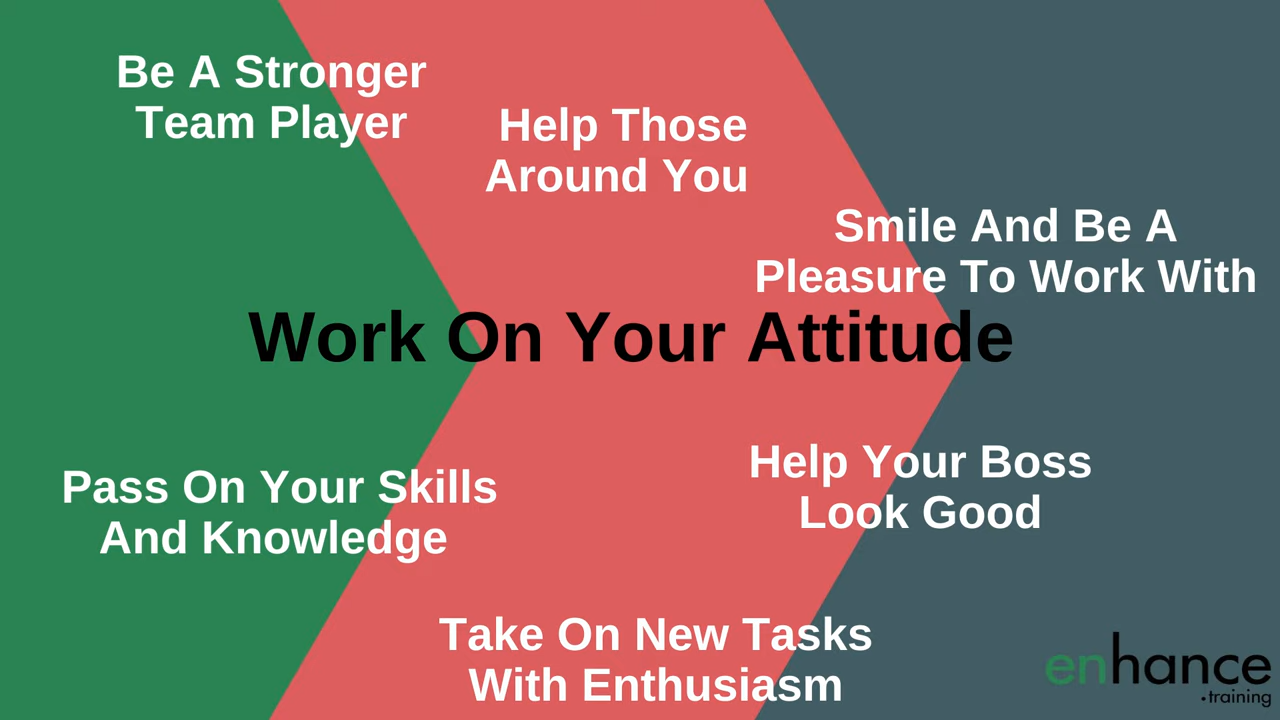 Be A Stronger
Team Player
Help Those
Around You
Smile And Be A
Pleasure To Work With
Work On Your Attitude
Pass On Your Skills
And Knowledge
Help Your Boss
Look Good
Take On New Tasks
With Enthusiasm
enhance
.training